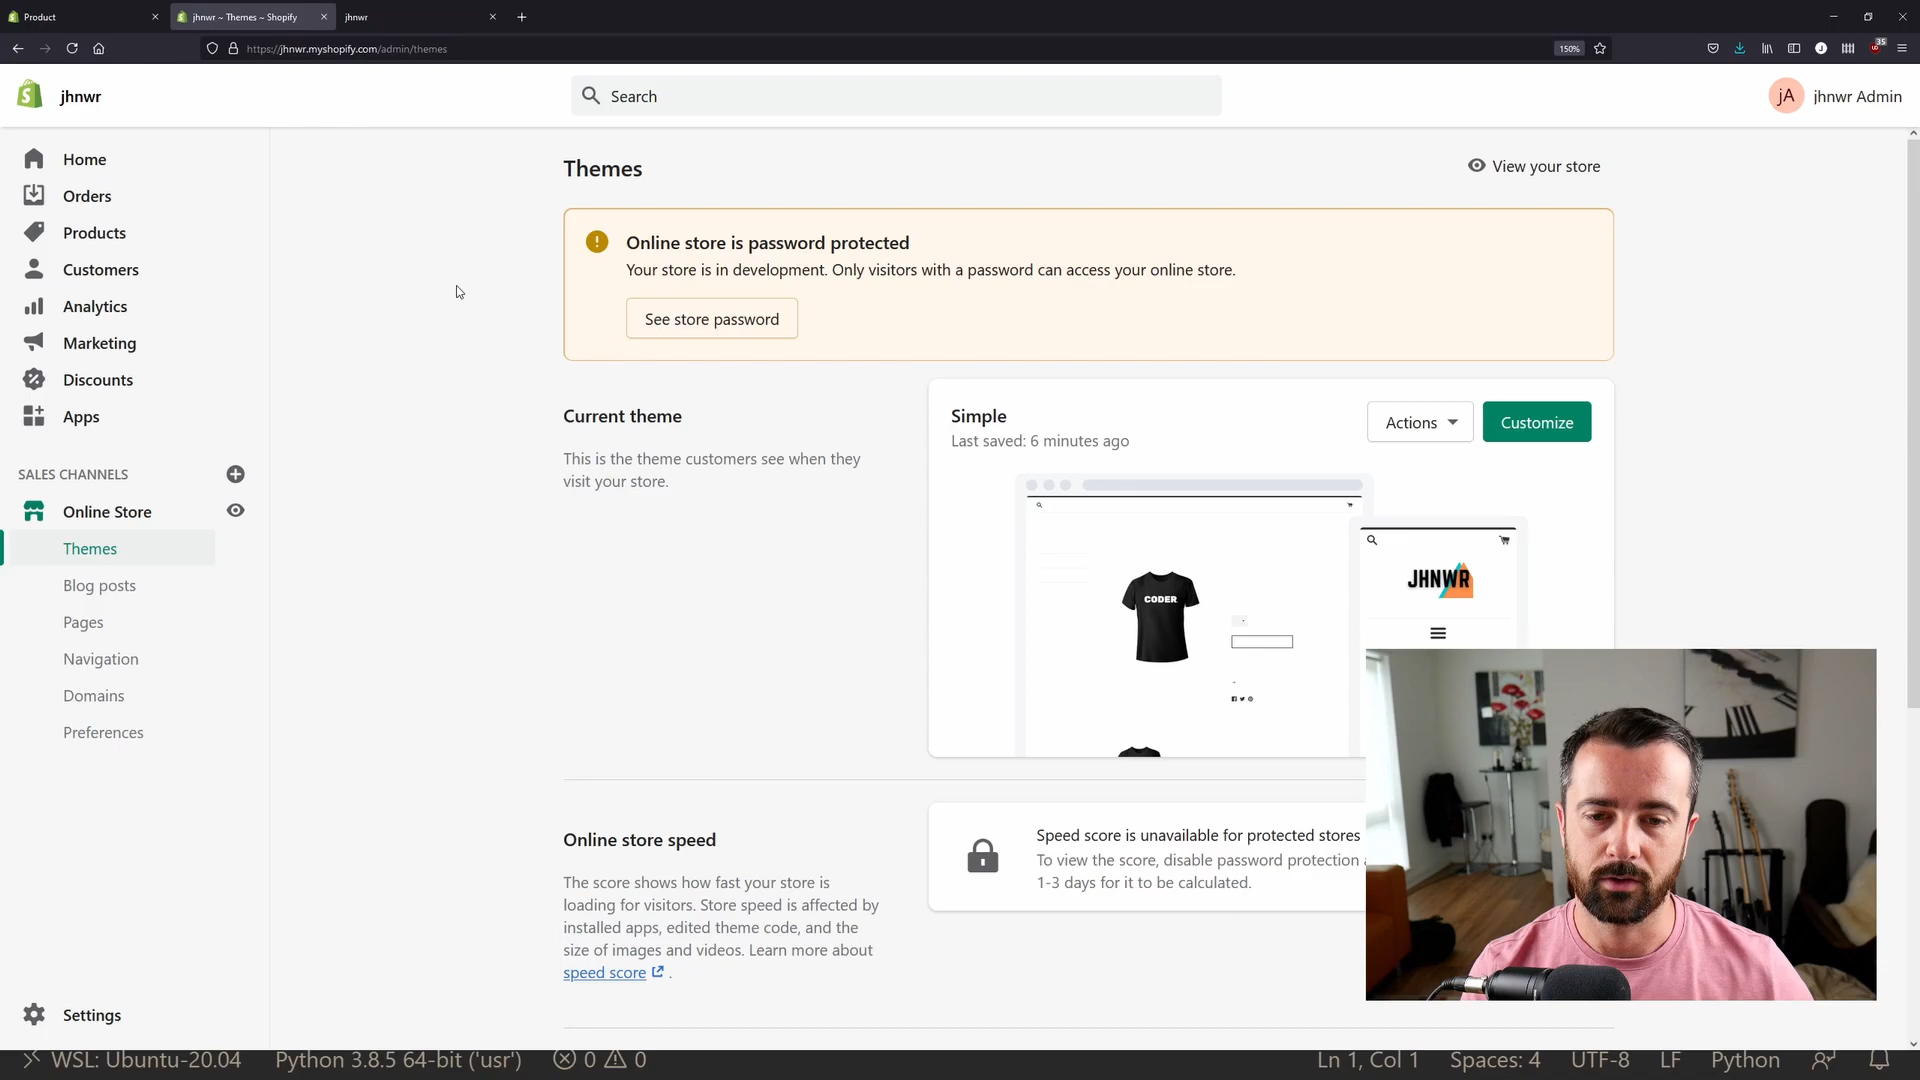 Product
jhnwr ~ Themes ~ Shopify
jhnwr
https://jhnwr.myshopify.com/admin/themes
150%
35
jhnwr
Search
jA
jhnwr Admin
Home
Orders
Products
Customers
Analytics
Marketing
Discounts
Apps
SALES CHANNELS
Online Store
Themes
Blog posts
Pages
Navigation
Domains
Preferences
Settings
Themes
View your store
Online store is password protected
Your store is in development. Only visitors with a password can access your online store.
See store password
Current theme
This is the theme customers see when they
visit your store.
Simple
Last saved: 6 minutes ago
Actions
Customize
CODER
JHNWR
Online store speed
The score shows how fast your store is
loading for visitors. Store speed is affected by
installed apps, edited theme code, and the
size of images and videos. Learn more about
speed score .
Speed score is unavailable for protected stores
To view the score, disable password protection
1-3 days for it to be calculated.
WSL: Ubuntu-20.04
Python 3.8.5 64-bit ('usr')
0
0
Ln 1, Col 1
Spaces: 4
UTF-8
LF
Python